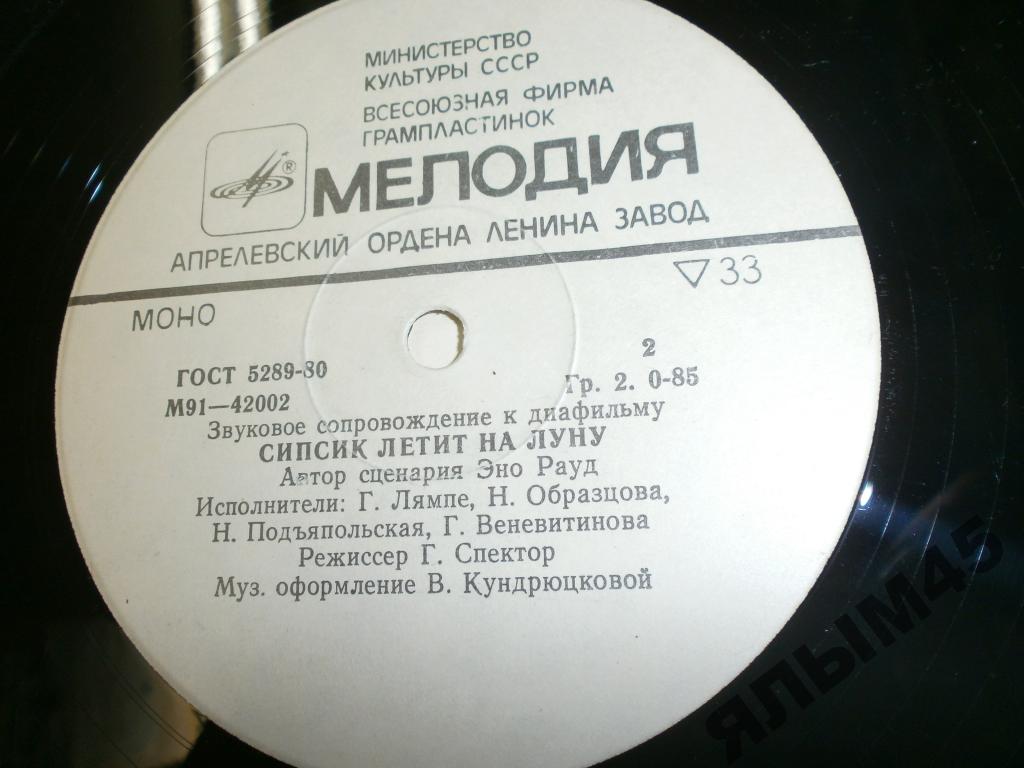 МИНИСТЕРСТВО
КУЛЬТУРЫ СССР
ВСЕСОЮЗНАЯ ФИРМА
ГРАМПЛАСТИНОК
®
МЕЛОДИЯ
АПРЕЛЕВСКИЙ ОРДЕНА ЛЕНИНА ЗАВОД
МОНО
33
ГОСТ 5289-80
2
М91—42002
Гр. 2. 0-85
Звуковое сопровождение к диафильму
СИПСИК ЛЕТИТ НА ЛУНУ
Автор сценария Эно Рауд
Исполнители: Г. Лямпе, Н. Образцова,
Н. Подъяпольская, Г. Веневитинова
Режиссер Г. Спектор
Муз. оформление В. Кундрюцковой
ЯЛЫМ45